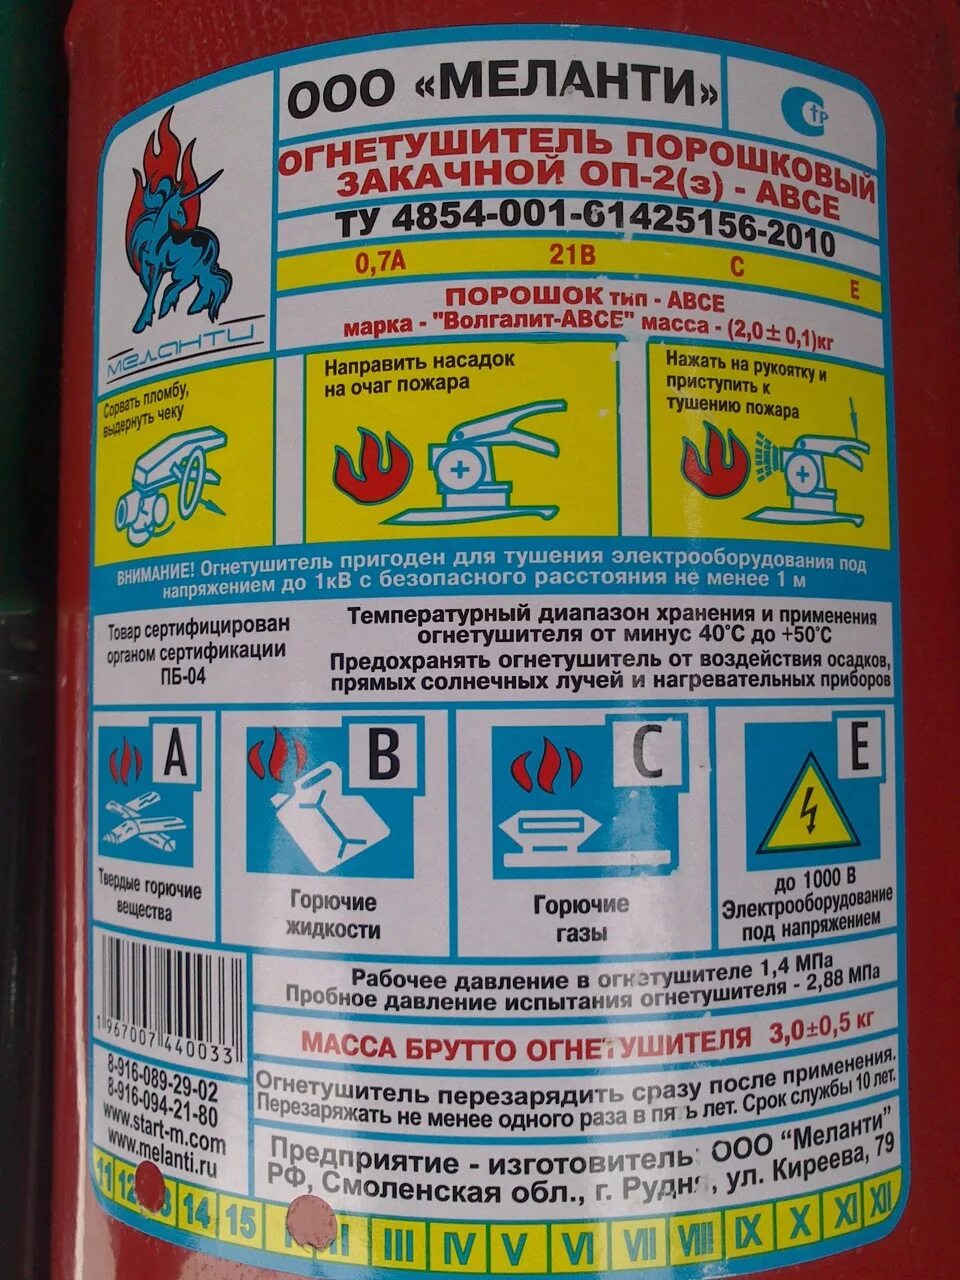 ООО «МЕЛАНТИ»
ТР
ОГНЕТУШИТЕЛЬ ПОРОШКОВЫЙ
ЗАКАЧНОЙ ОП-2(з) - АВСЕ
ТУ 4854-001-61425156-2010
0,7А 21В С Е
ПОРОШОК тип - АВСЕ
марка - "Волгалит-АВСЕ" масса - (2,0±0,1)кг
МЕЛАНТИ
Сорвать пломбу,
выдернуть чеку
Направить насадок
на очаг пожара
Нажать на рукоятку и
приступить к
тушению пожара
ВНИМАНИЕ! Огнетушитель пригоден для тушения электрооборудования под
напряжением до 1кВ с безопасного расстояния не менее 1 м
Товар сертифицирован
органом сертификации
ПБ-04
Температурный диапазон хранения и применения
огнетушителя от минус 40°С до +50°С
Предохранять огнетушитель от воздействия осадков,
прямых солнечных лучей и нагревательных приборов
А
Твердые горючие
вещества
В
Горючие
жидкости
С
Горючие
газы
Е
до 1000 В
Электрооборудование
под напряжением
Рабочее давление в огнетушителе 1,4 МПа
Пробное давление испытания огнетушителя - 2,88 МПа
МАССА БРУТТО ОГНЕТУШИТЕЛЯ 3,0±0,5 кг
1 967007 440033
8-916-089-29-02
8-916-094-21-80
www.start-m.com
www.melanti.ru
Огнетушитель перезарядить сразу после применения.
Перезаряжать не менее одного раза в пять лет. Срок службы 10 лет.
Предприятие - изготовитель: ООО "Меланти"
РФ, Смоленская обл., г. Рудня, ул. Киреева, 79
11 12 14 15 III IV V VI VII VIII IX X XI XII